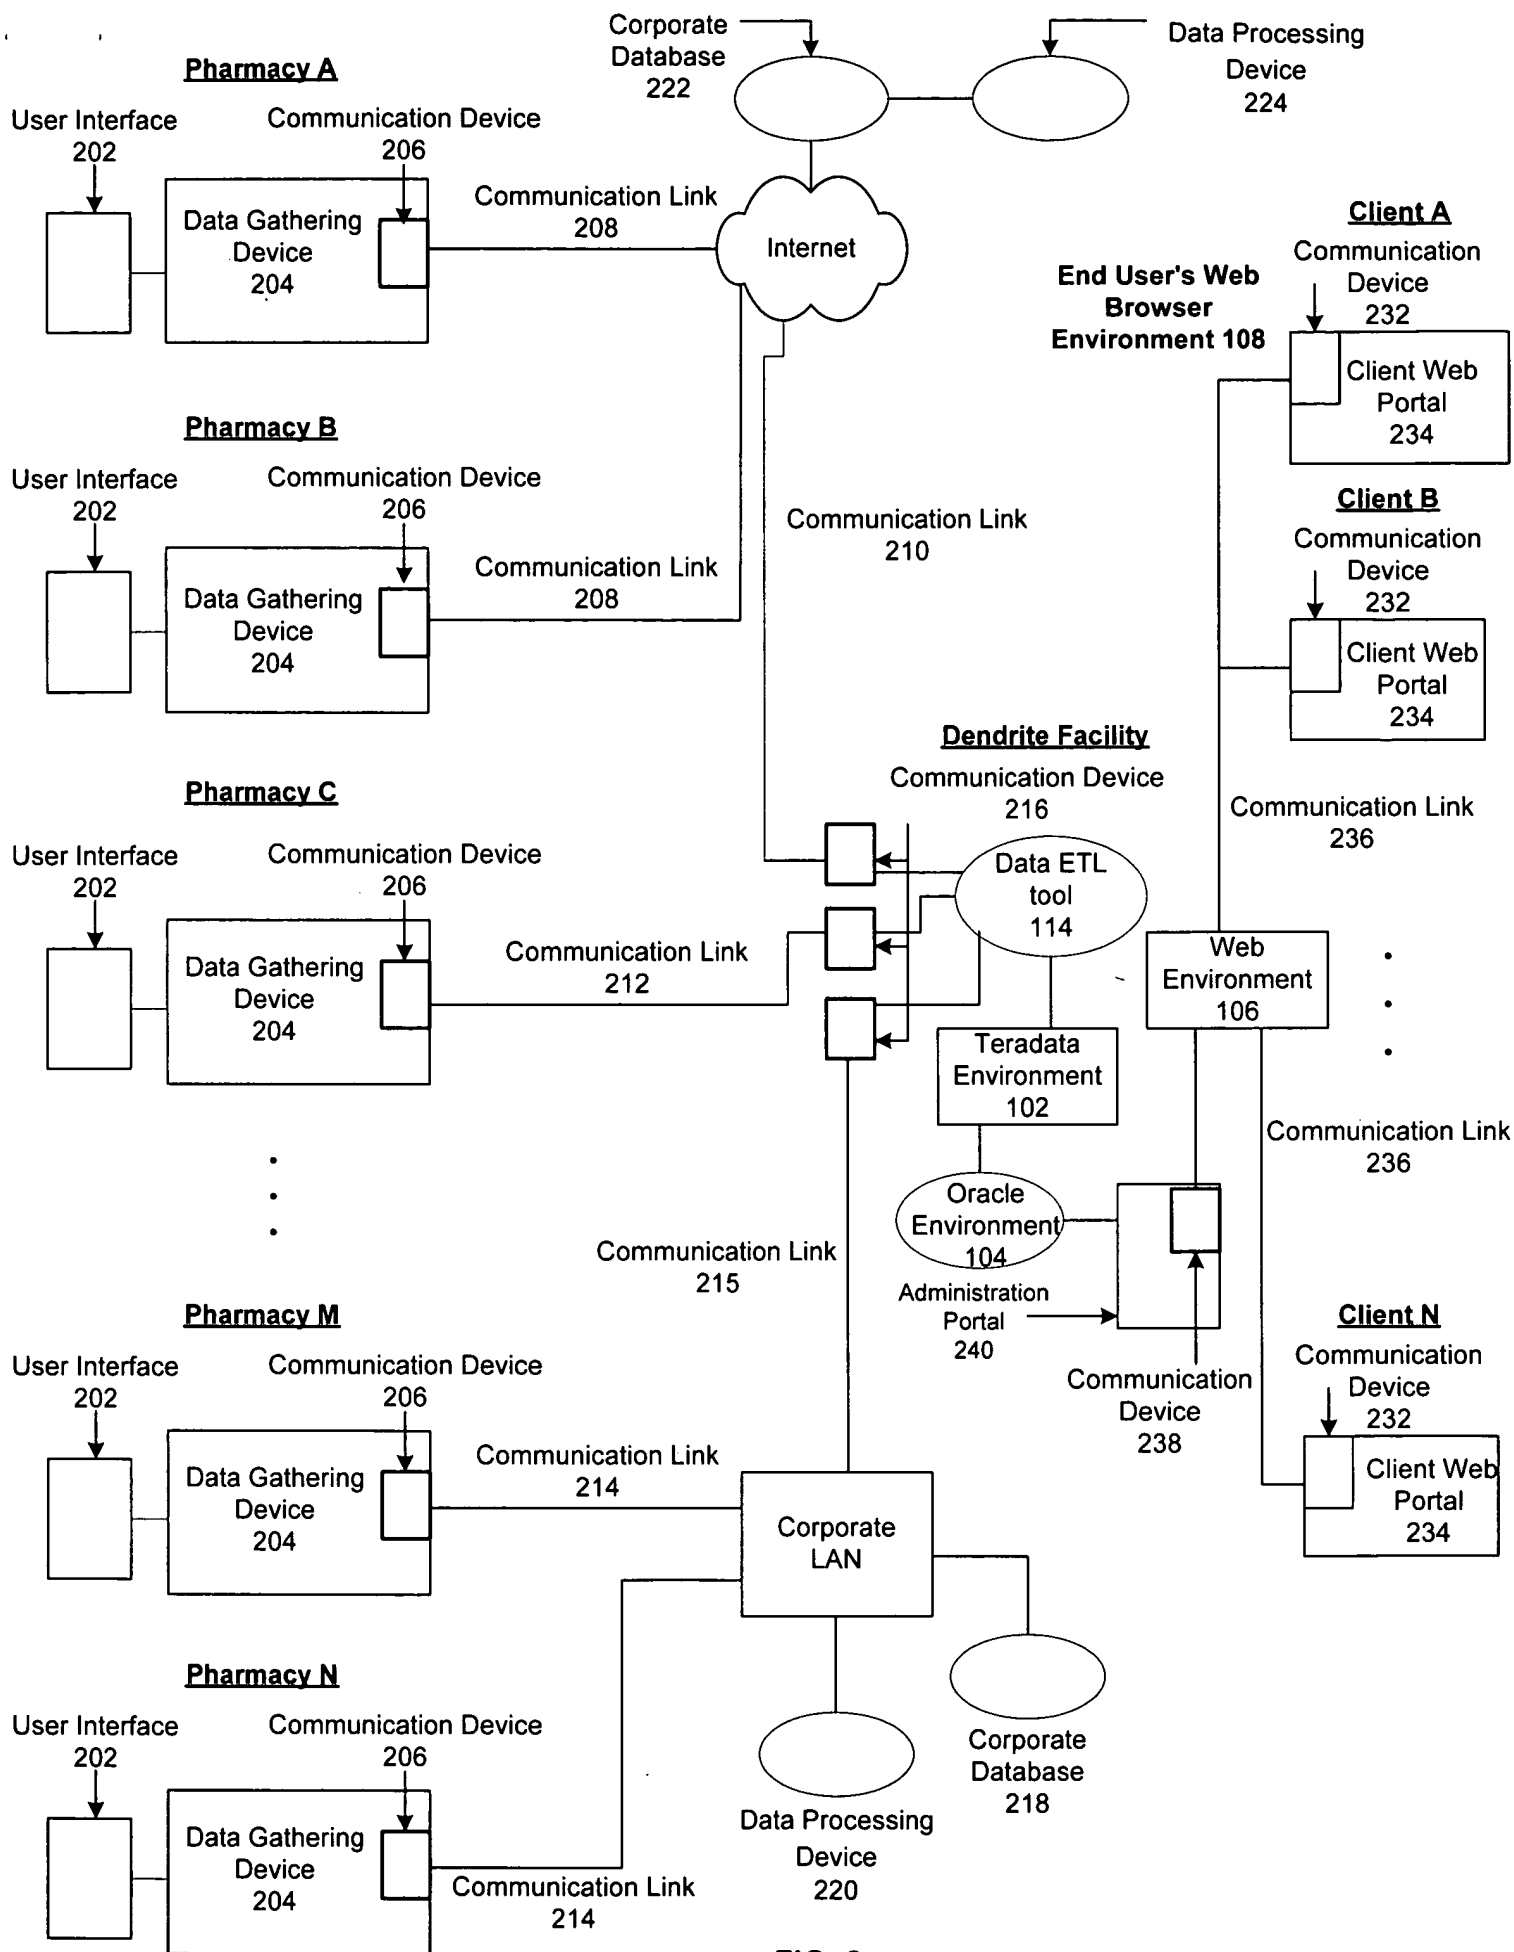 Corporate
Database
222
Data Processing
Device
224
Pharmacy A
User Interface
202
Communication Device
206
Data Gathering
Device
204
Communication Link
208
Internet
Client A
Communication
Device
232
End User's Web
Browser
Environment 108
Client Web
Portal
234
Pharmacy B
User Interface
202
Communication Device
206
Data Gathering
Device
204
Communication Link
208
Communication Link
210
Client B
Communication
Device
232
Client Web
Portal
234
Dendrite Facility
Communication Device
216
Communication Link
236
Pharmacy C
User Interface
202
Communication Device
206
Data Gathering
Device
204
Communication Link
212
Data ETL
tool
114
Web
Environment
106
Teradata
Environment
102
Communication Link
236
Oracle
Environment
104
Communication Link
215
Administration
Portal
240
Communication
Device
238
Pharmacy M
User Interface
202
Communication Device
206
Data Gathering
Device
204
Communication Link
214
Client N
Communication
Device
232
Client Web
Portal
234
Corporate
LAN
Pharmacy N
User Interface
202
Communication Device
206
Data Gathering
Device
204
Communication Link
214
Corporate
Database
218
Data Processing
Device
220